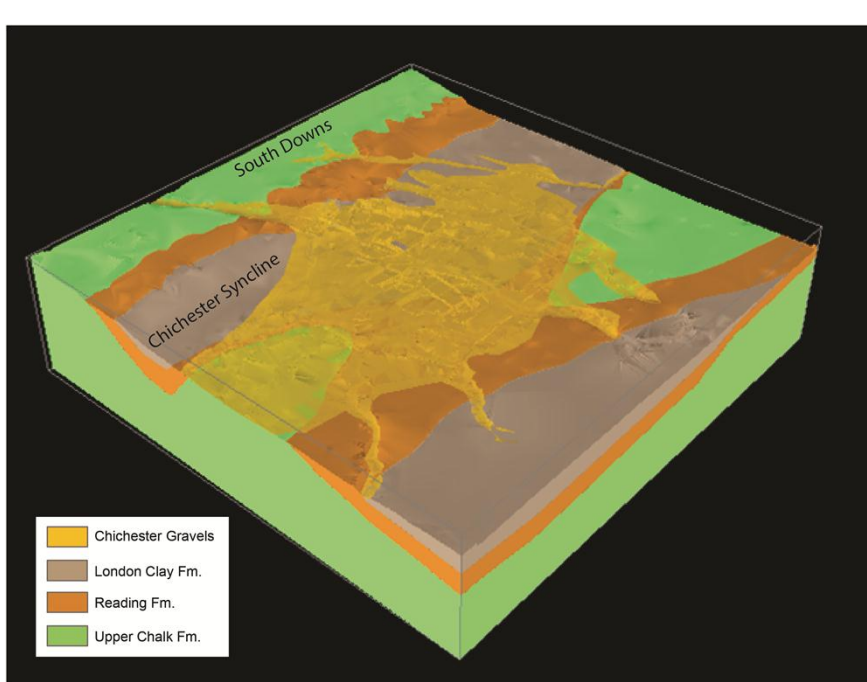 South Downs
Chichester Syncline
Chichester Gravels
London Clay Fm.
Reading Fm.
Upper Chalk Fm.